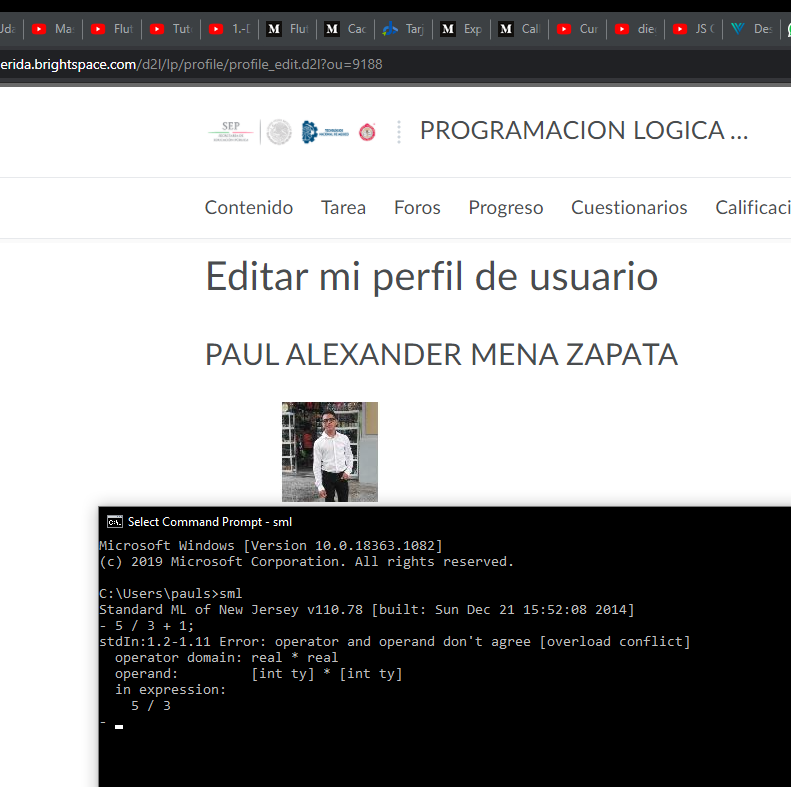 Ma
Flu
Tut
1.-
M Flu
M Cac
Tarj
M Exp
M Cal
Cur
die
JS
Des
erida.brightspace.com/d2l/lp/profile/profile_edit.d2l?ou=9188
SEP
PROGRAMACION LOGICA ...
Contenido Tarea Foros Progreso Cuestionarios Calificaci
Editar mi perfil de usuario
PAUL ALEXANDER MENA ZAPATA
Select Command Prompt - sml
Microsoft Windows [Version 10.0.18363.1082]
(c) 2019 Microsoft Corporation. All rights reserved.
C:\Users\pauls>sml
Standard ML of New Jersey v110.78 [built: Sun Dec 21 15:52:08 2014]
- 5 / 3 + 1;
stdIn:1.2-1.11 Error: operator and operand don't agree [overload conflict]
operator domain: real * real
operand: [int ty] * [int ty]
in expression:
5 / 3
-